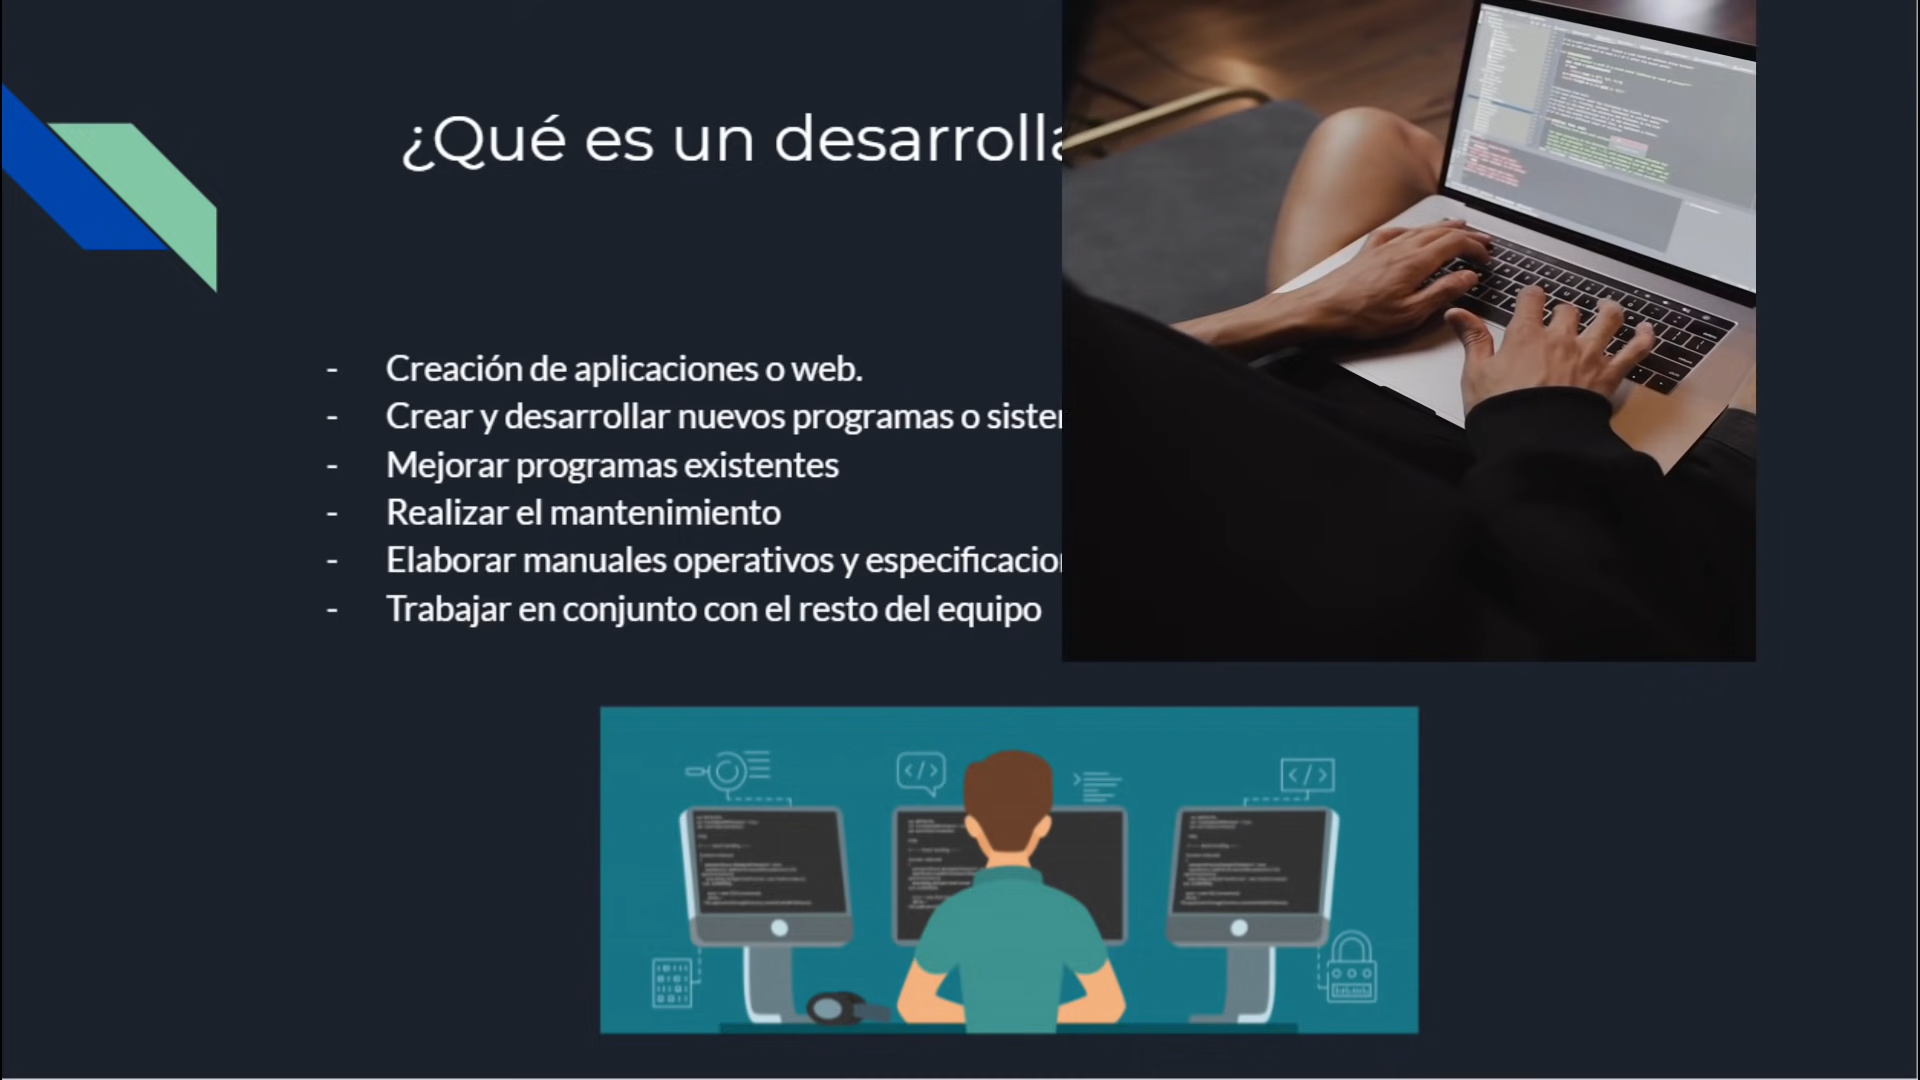 ¿Qué es un desarrolla
- Creación de aplicaciones o web.
- Crear y desarrollar nuevos programas o siste
- Mejorar programas existentes
- Realizar el mantenimiento
- Elaborar manuales operativos y especificacio
- Trabajar en conjunto con el resto del equipo